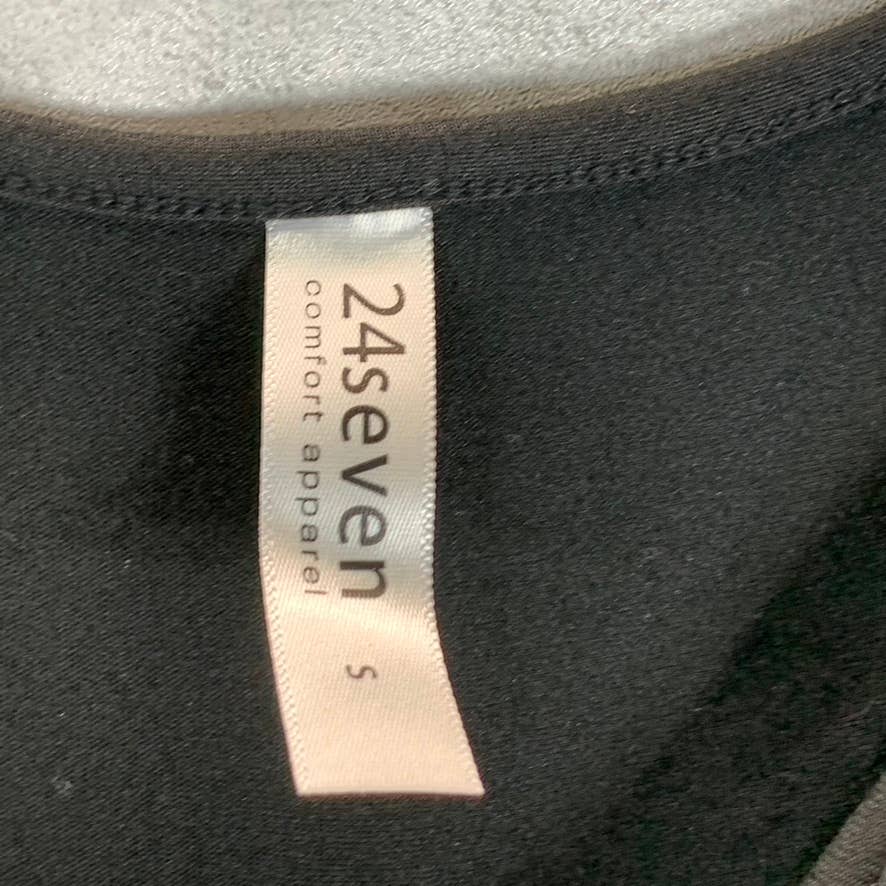 24seven
comfort apparel
s